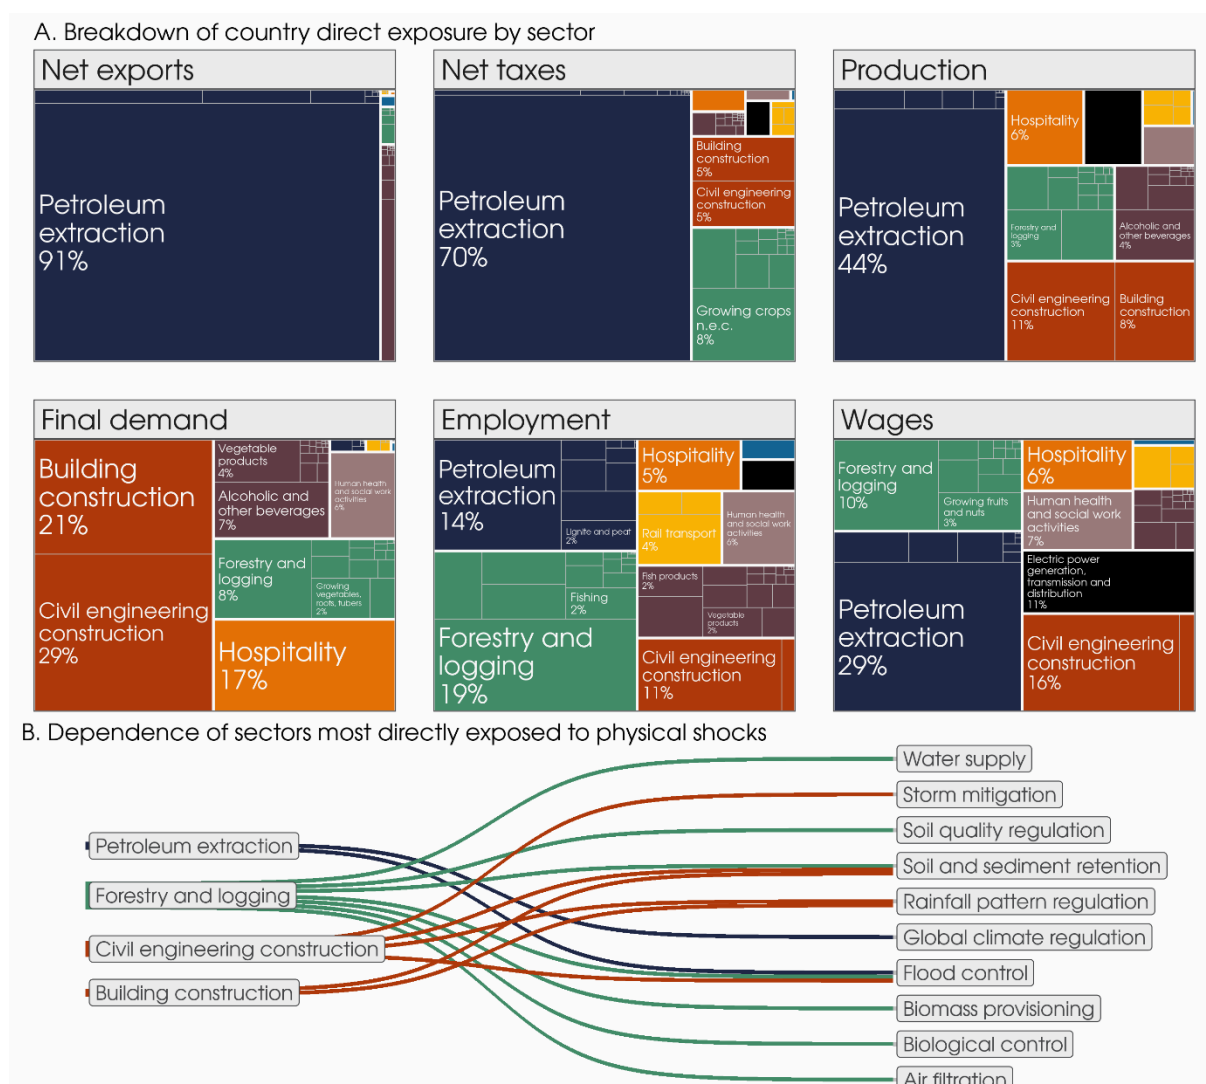 A. Breakdown of country direct exposure by sector
Net exports
Petroleum
extraction
91%
Net taxes
Petroleum
extraction
70%
Building
construction
5%
Civil engineering
construction
5%
Growing crops
n.e.c.
8%
Production
Petroleum
extraction
44%
Hospitality
6%
Forestry and
logging
3%
Alcoholic and
other beverages
4%
Civil engineering
construction
11%
Building
construction
8%
Final demand
Building
construction
21%
Civil engineering
construction
29%
Vegetable
products
4%
Alcoholic and
other beverages
7%
Human health
and social work
activities
6%
Forestry and
logging
8%
Growing
vegetables,
roots, tubers
2%
Hospitality
17%
Employment
Petroleum
extraction
14%
Lignite and peat
2%
Fishing
2%
Forestry and
logging
19%
Hospitality
5%
Rail transport
4%
Human health
and social work
activities
6%
Fish products
2%
Vegetable
products
2%
Civil engineering
construction
11%
Wages
Forestry and
logging
10%
Growing fruits
and nuts
3%
Petroleum
extraction
29%
Hospitality
6%
Human health
and social work
activities
7%
Electric power
generation,
transmission and
distribution
11%
Civil engineering
construction
16%
B. Dependence of sectors most directly exposed to physical shocks
Petroleum extraction
Forestry and logging
Civil engineering construction
Building construction
Water supply
Storm mitigation
Soil quality regulation
Soil and sediment retention
Rainfall pattern regulation
Global climate regulation
Flood control
Biomass provisioning
Biological control
Air filtration